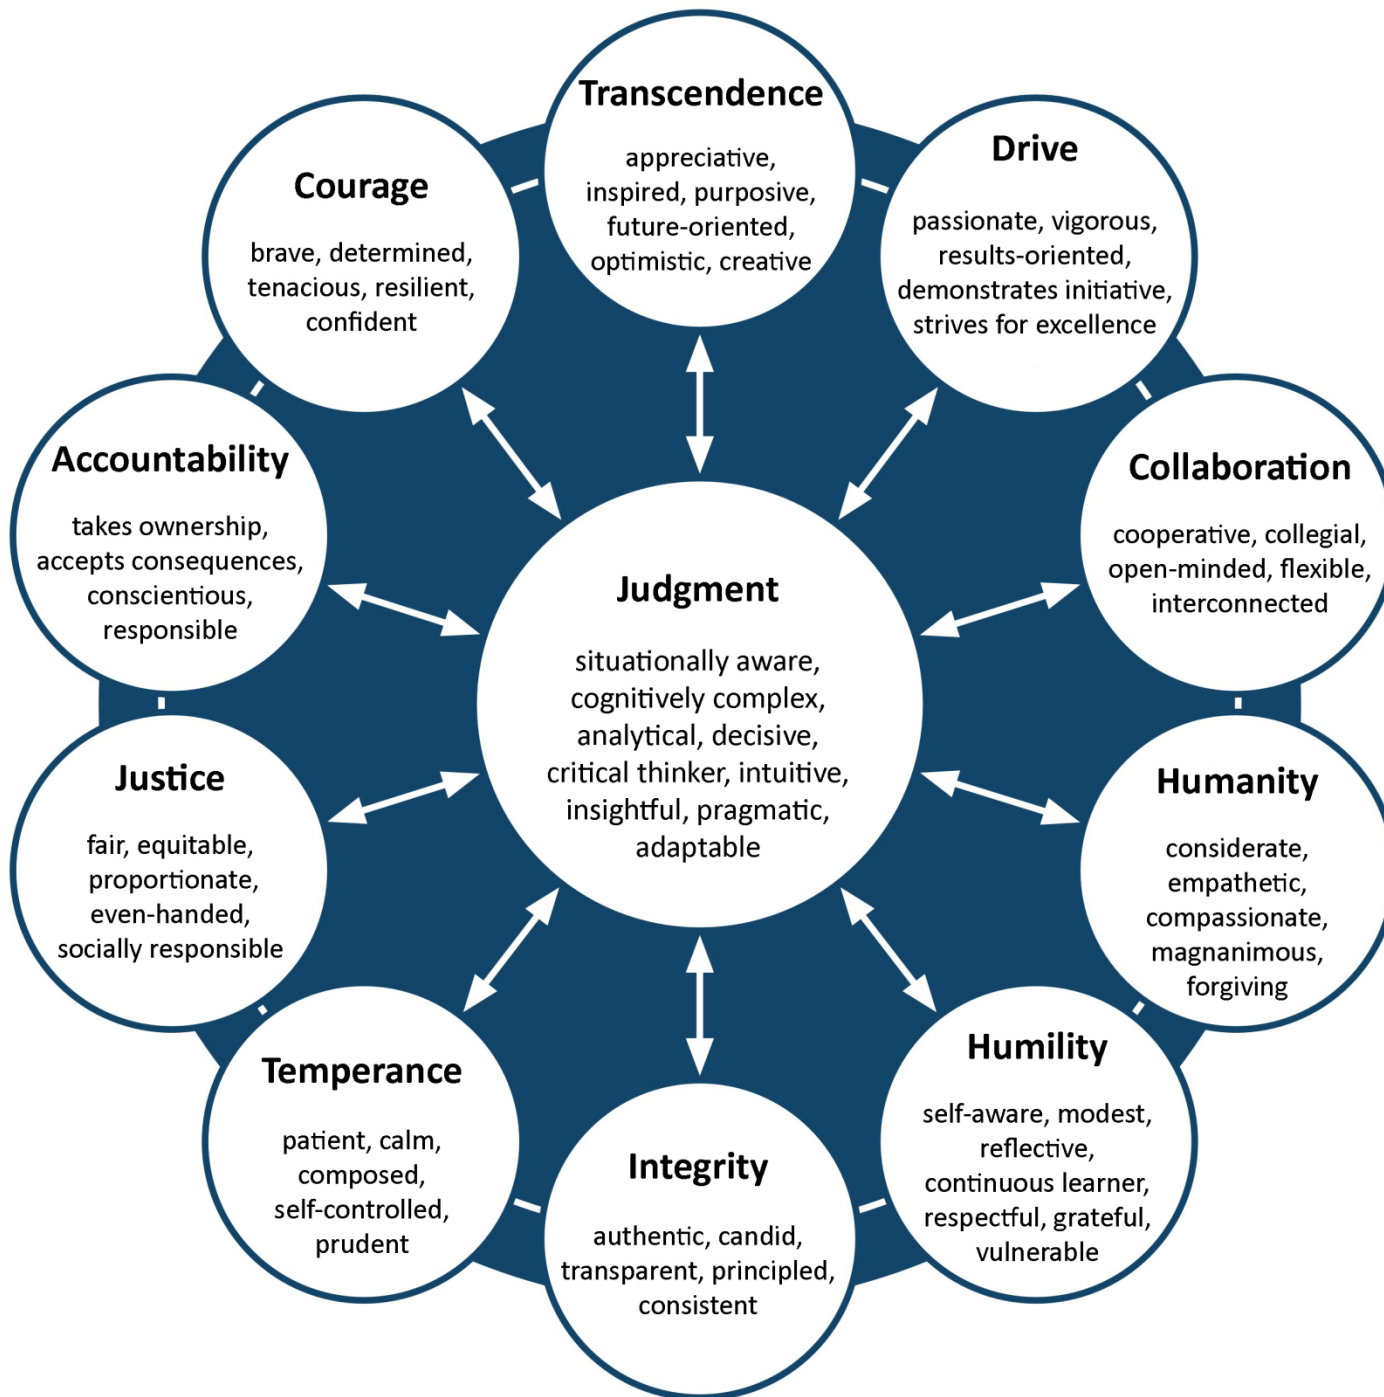 Transcendence
appreciative,
inspired, purposive,
future-oriented,
optimistic, creative
Drive
passionate, vigorous,
results-oriented,
demonstrates initiative,
strives for excellence
Collaboration
cooperative, collegial,
open-minded, flexible,
interconnected
Humanity
considerate,
empathetic,
compassionate,
magnanimous,
forgiving
Humility
self-aware, modest,
reflective,
continuous learner,
respectful, grateful,
vulnerable
Integrity
authentic, candid,
transparent, principled,
consistent
Temperance
patient, calm,
composed,
self-controlled,
prudent
Justice
fair, equitable,
proportionate,
even-handed,
socially responsible
Accountability
takes ownership,
accepts consequences,
conscientious,
responsible
Courage
brave, determined,
tenacious, resilient,
confident
Judgment
situationally aware,
cognitively complex,
analytical, decisive,
critical thinker, intuitive,
insightful, pragmatic,
adaptable